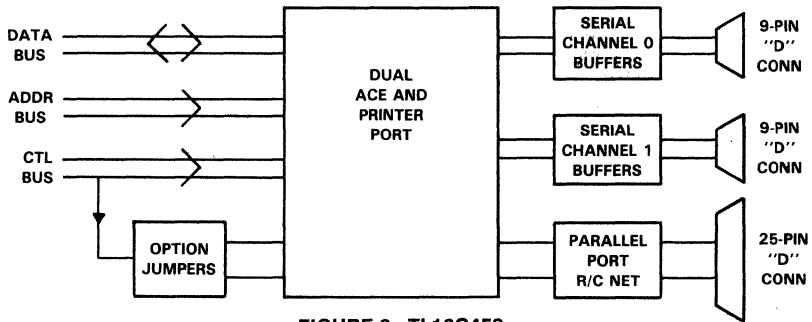 DATA
BUS
ADDR
BUS
CTL
BUS
OPTION
JUMPERS
DUAL
ACE AND
PRINTER
PORT
SERIAL
CHANNEL 0
BUFFERS
9-PIN
"D"
CONN
SERIAL
CHANNEL 1
BUFFERS
9-PIN
"D"
CONN
PARALLEL
PORT
R/C NET
25-PIN
"D"
CONN